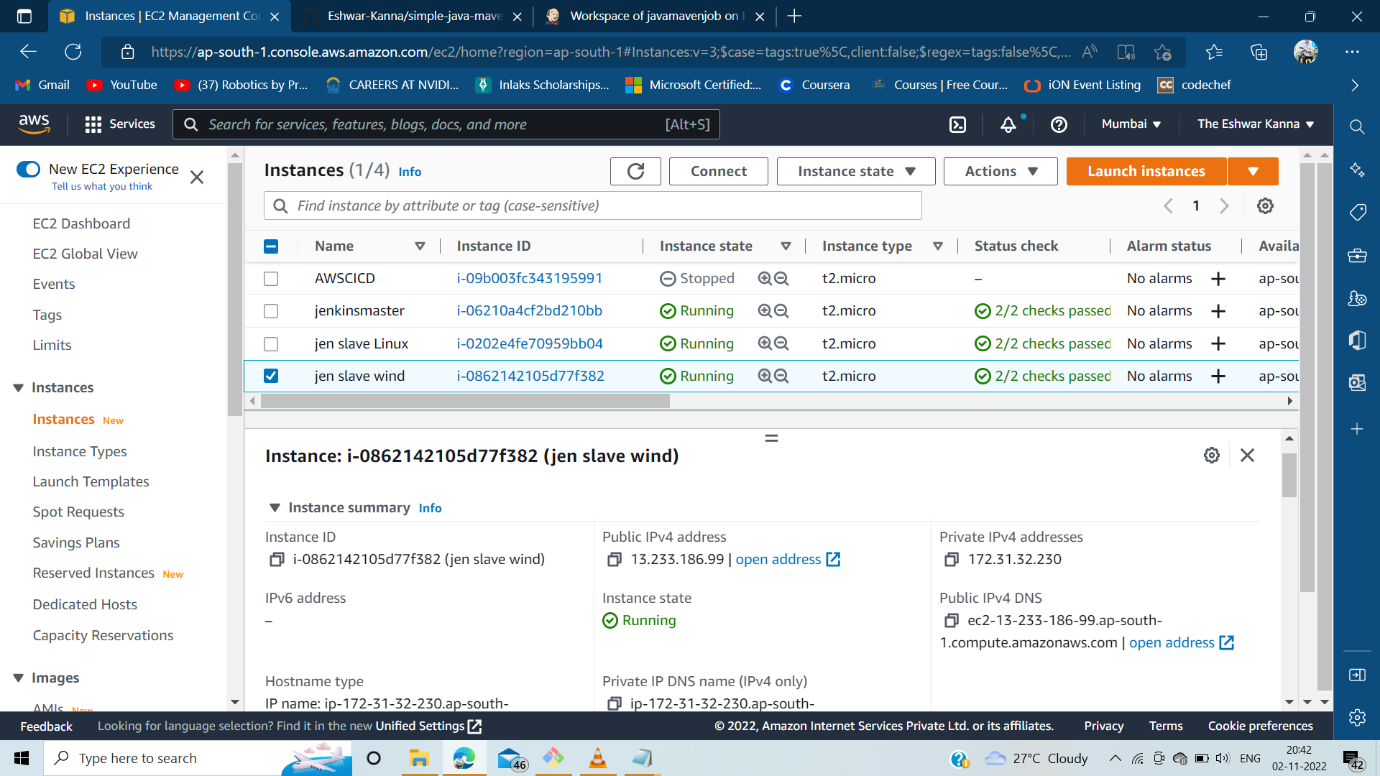 Instances | EC2 Management Co
Eshwar-Kanna/simple-java-mave
Workspace of javamavenjob on
https://ap-south-1.console.aws.amazon.com/ec2/home?region=ap-south-1#Instances:v=3;$case=tags:true%5C,client:false;$regex=tags:false%5C,...
Gmail
YouTube
(37) Robotics by Pr...
CAREERS AT NVIDI...
Inlaks Scholarships...
Microsoft Certified:...
Coursera
Courses | Free Cour...
iON Event Listing
CC codechef
aws
Services
Search for services, features, blogs, docs, and more [Alt+S]
Mumbai
The Eshwar Kanna
New EC2 Experience
Tell us what you think
EC2 Dashboard
EC2 Global View
Events
Tags
Limits
Instances
Instances New
Instance Types
Launch Templates
Spot Requests
Savings Plans
Reserved Instances New
Dedicated Hosts
Capacity Reservations
Images
AMIs New
Instances (1/4) Info
Connect
Instance state
Actions
Launch instances
Find instance by attribute or tag (case-sensitive)
1
Name Instance ID Instance state Instance type Status check Alarm status Availa
AWSCICD i-09b003fc343195991 Stopped t2.micro – No alarms + ap-sou
jenkinsmaster i-06210a4cf2bd210bb Running t2.micro 2/2 checks passed No alarms + ap-sou
jen slave Linux i-0202e4fe70959bb04 Running t2.micro 2/2 checks passed No alarms + ap-sou
jen slave wind i-0862142105d77f382 Running t2.micro 2/2 checks passed No alarms + ap-sou
Instance: i-0862142105d77f382 (jen slave wind)
Instance summary Info
Instance ID
i-0862142105d77f382 (jen slave wind)
Public IPv4 address
13.233.186.99 | open address
Private IPv4 addresses
172.31.32.230
IPv6 address
–
Instance state
Running
Public IPv4 DNS
ec2-13-233-186-99.ap-south-
1.compute.amazonaws.com | open address
Hostname type
IP name: ip-172-31-32-230.ap-south-
Private IP DNS name (IPv4 only)
ip-172-31-32-230.ap-south-
Feedback
Looking for language selection? Find it in the new Unified Settings
© 2022, Amazon Internet Services Private Ltd. or its affiliates.
Privacy
Terms
Cookie preferences
Type here to search
46
27°C Cloudy
ENG
20:42
02-11-2022
42